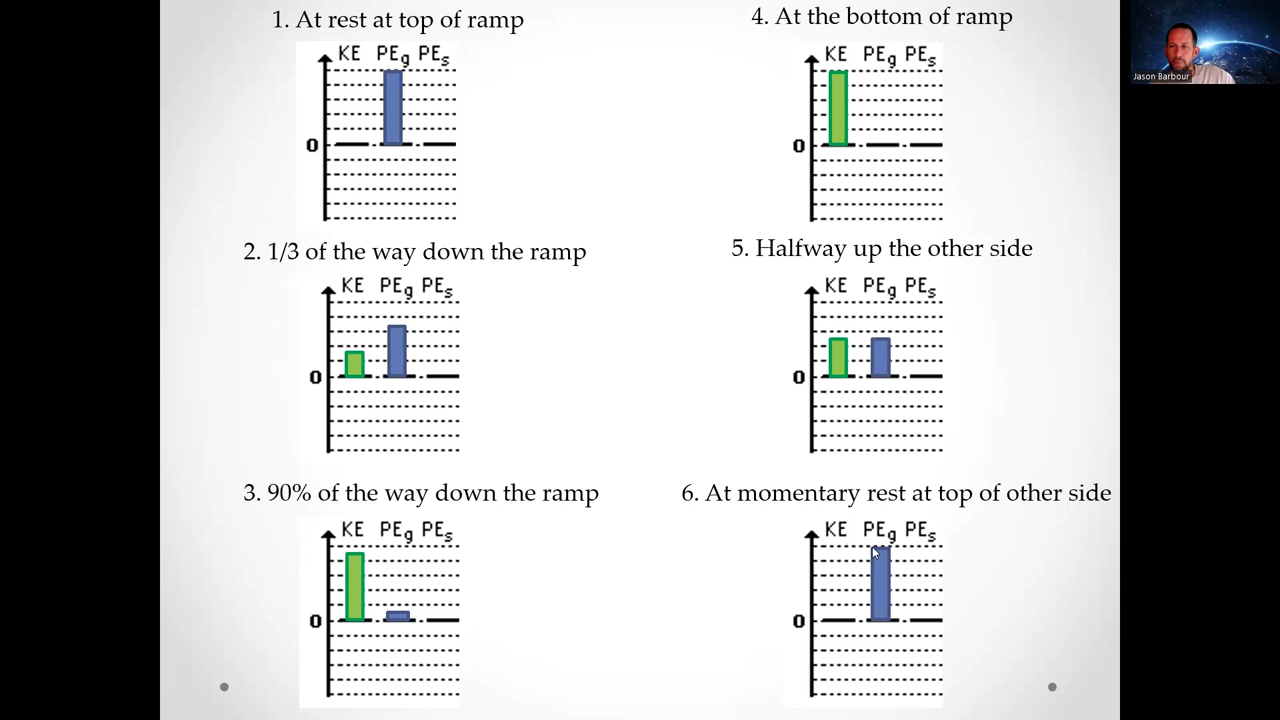 1. At rest at top of ramp
KE PEg PEs
0
2. 1/3 of the way down the ramp
KE PEg PEs
0
3. 90% of the way down the ramp
KE PEg PEs
0
4. At the bottom of ramp
KE PEg PEs
0
5. Halfway up the other side
KE PEg PEs
0
6. At momentary rest at top of other side
KE PEg PEs
0
Jason Barbour